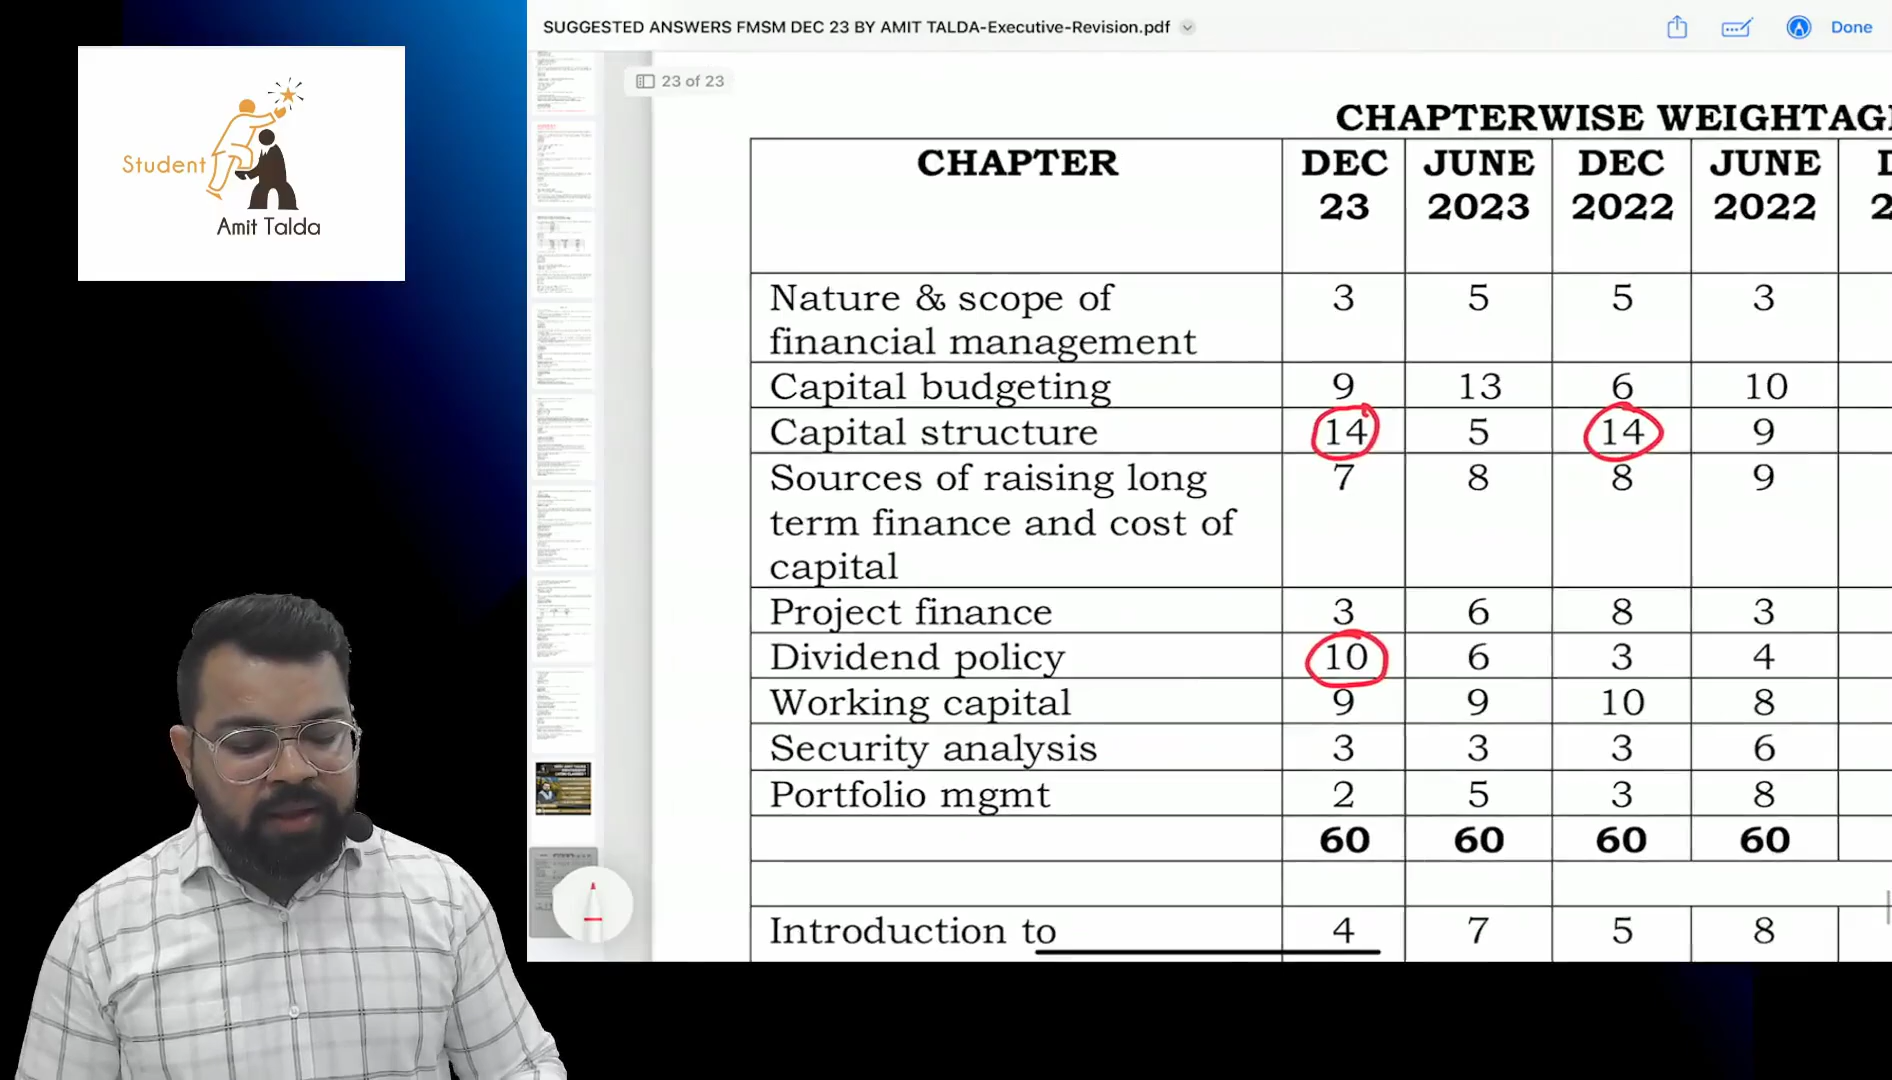 SUGGESTED ANSWERS FMSM DEC 23 BY AMIT TALDA-Executive-Revision.pdf
Done
23 of 23
Student
Amit Talda
CHAPTERWISE WEIGHTAG
CHAPTER DEC 23 JUNE 2023 DEC 2022 JUNE 2022
Nature & scope of financial management 3 5 5 3
Capital budgeting 9 13 6 10
Capital structure 14 5 14 9
Sources of raising long term finance and cost of capital 7 8 8 9
Project finance 3 6 8 3
Dividend policy 10 6 3 4
Working capital 9 9 10 8
Security analysis 3 3 3 6
Portfolio mgmt 2 5 3 8
60 60 60 60
Introduction to 4 7 5 8